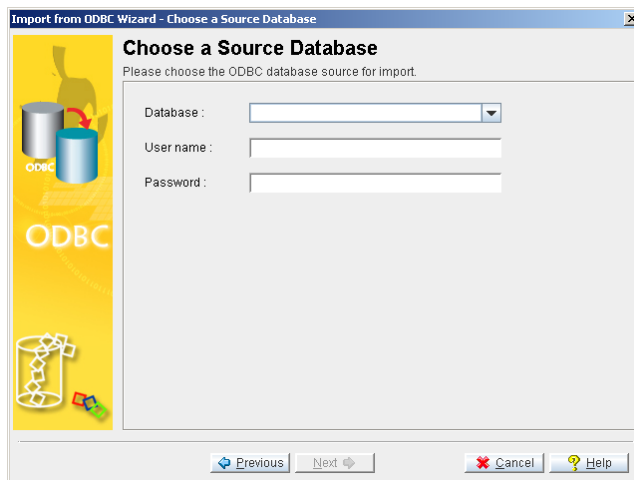 Import from ODBC Wizard - Choose a Source Database
Choose a Source Database
Please choose the ODBC database source for import.
Database :
User name :
Password :
ODBC
ODBC
Previous Next Cancel Help